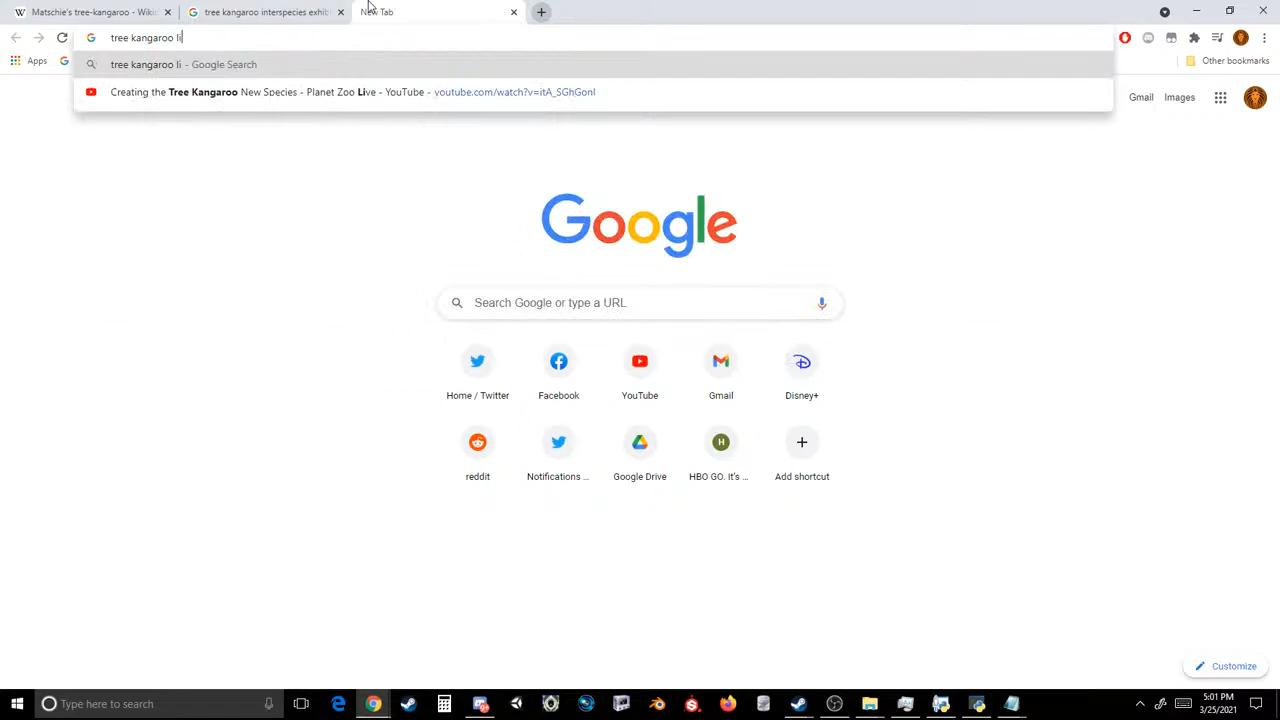 Matschie's tree-kangaroo - Wiki
tree kangaroo interspecies exhib
New Tab
tree kangaroo li
Apps
Other bookmarks
tree kangaroo li - Google Search
Creating the Tree Kangaroo New Species - Planet Zoo Live - YouTube - youtube.com/watch?v=itA_SGhGonI
Gmail Images
Google
Search Google or type a URL
Home / Twitter Facebook YouTube Gmail Disney+
H
reddit Notifications ... Google Drive HBO GO. It's ... Add shortcut
Customize
Type here to search
5:01 PM
3/25/2021